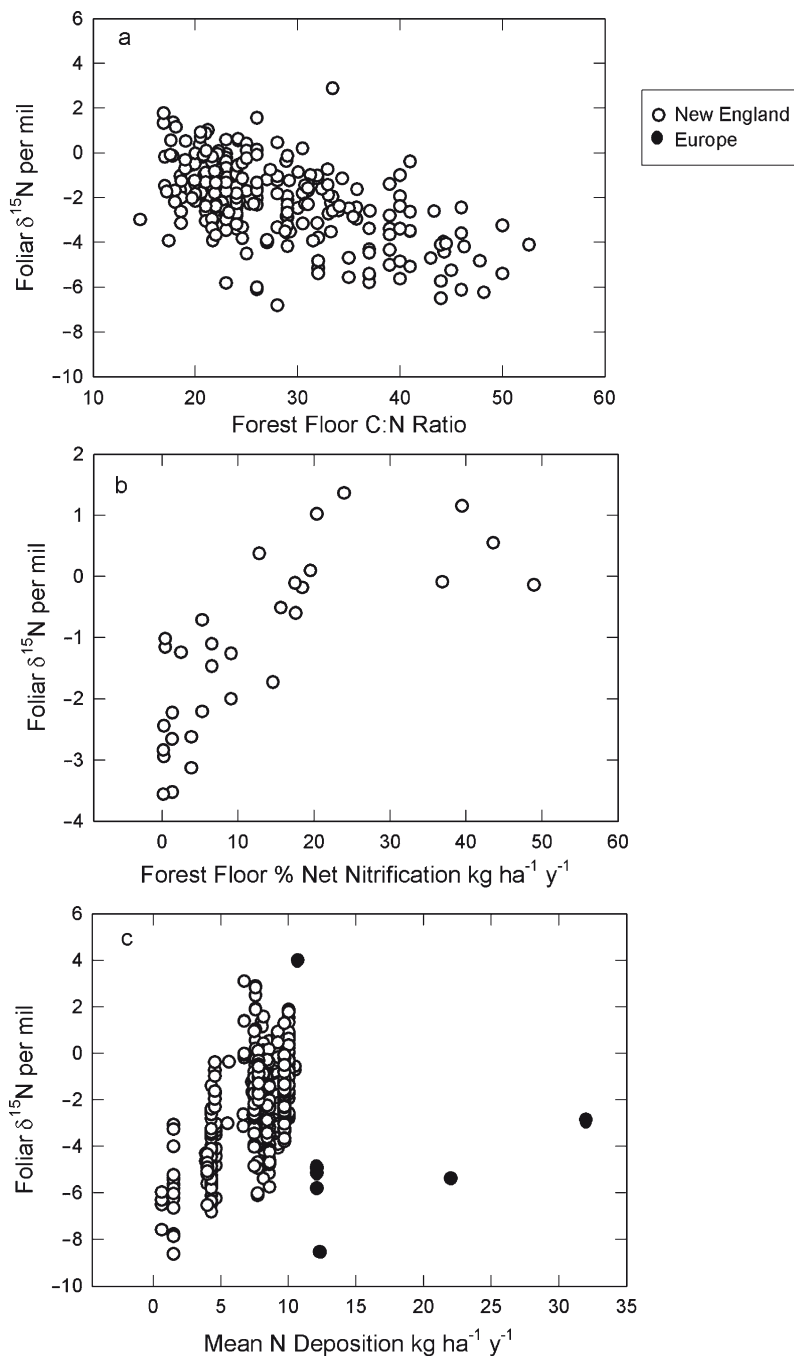 a
6
4
2
0
−2
−4
−6
−8
−10
10 20 30 40 50 60
Foliar δ¹⁵N per mil
Forest Floor C:N Ratio
New England
Europe
b
2
1
0
−1
−2
−3
−4
0 10 20 30 40 50 60
Foliar δ¹⁵N per mil
Forest Floor % Net Nitrification kg ha⁻¹ y⁻¹
c
6
4
2
0
−2
−4
−6
−8
−10
0 5 10 15 20 25 30 35
Foliar δ¹⁵N per mil
Mean N Deposition kg ha⁻¹ y⁻¹